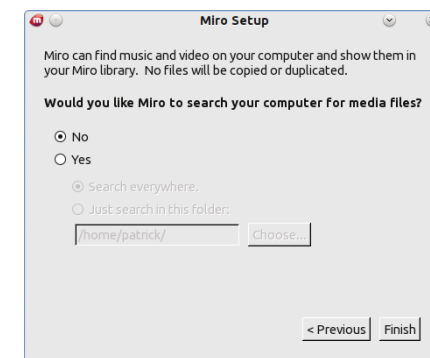 Miro Setup
Miro can find music and video on your computer and show them in
your Miro library. No files will be copied or duplicated.
Would you like Miro to search your computer for media files?
No
Yes
Search everywhere.
Just search in this folder:
/home/patrick/ Choose...
< Previous Finish